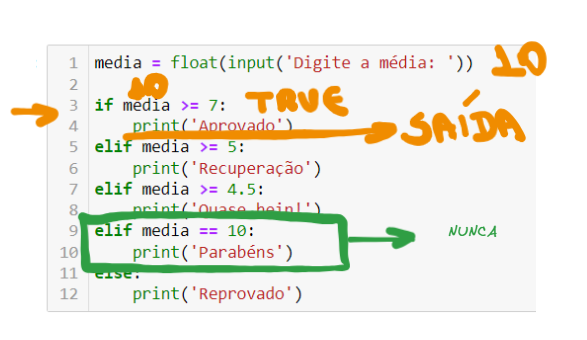 1 media = float(input('Digite a média: ')) 10
2
10
3 if media >= 7: TRUE
4 print('Aprovado') SAÍDA
5 elif media >= 5:
6 print('Recuperação')
7 elif media >= 4.5:
8 print('Quase hein!')
9 elif media == 10: NUNCA
10 print('Parabéns')
11 else:
12 print('Reprovado')